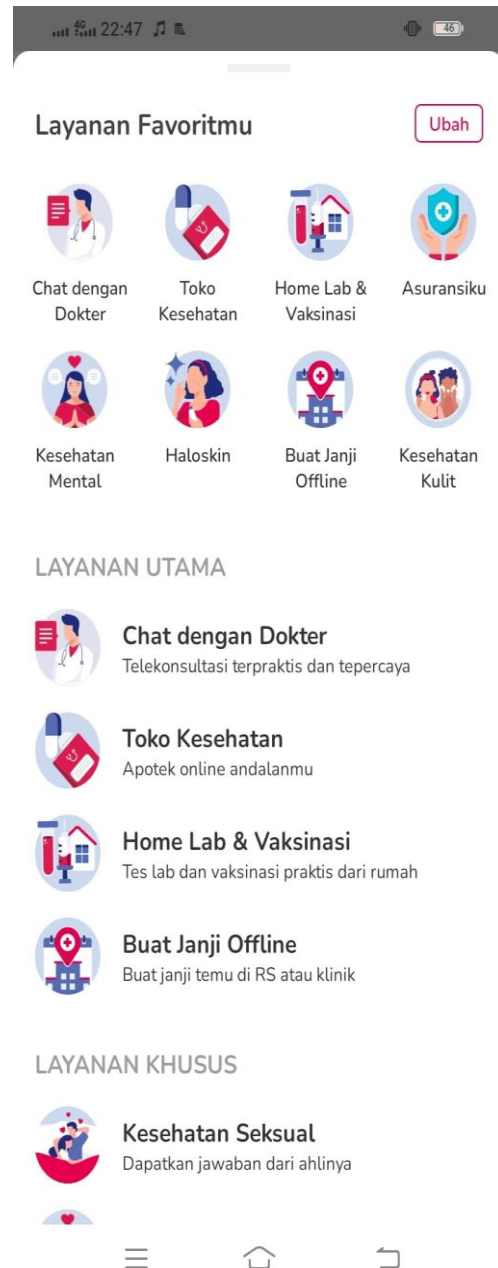 4G 22:47 46
Layanan Favoritmu
Ubah
Chat dengan
Dokter
Toko
Kesehatan
Home Lab &
Vaksinasi
Asuransiku
Kesehatan
Mental
Haloskin
Buat Janji
Offline
Kesehatan
Kulit
LAYANAN UTAMA
Chat dengan Dokter
Telekonsultasi terpraktis dan tepercaya
Toko Kesehatan
Apotek online andalanmu
Home Lab & Vaksinasi
Tes lab dan vaksinasi praktis dari rumah
Buat Janji Offline
Buat janji temu di RS atau klinik
LAYANAN KHUSUS
Kesehatan Seksual
Dapatkan jawaban dari ahlinya